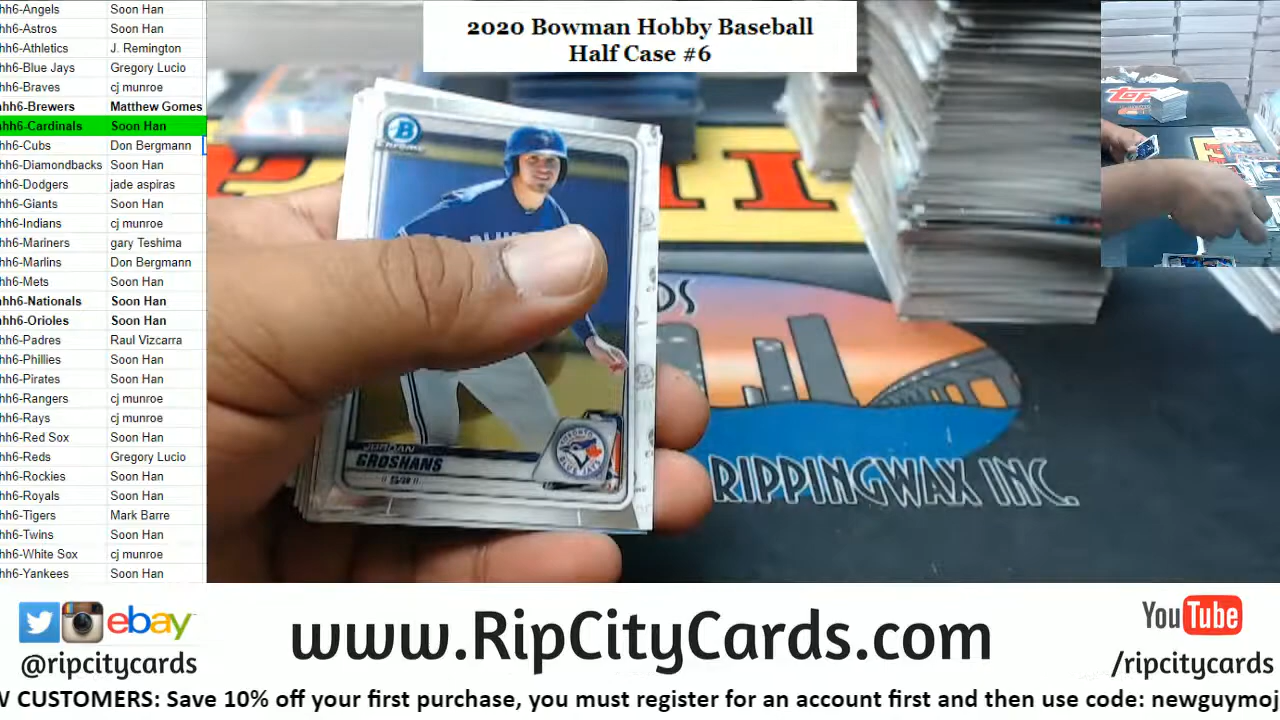 hh6-Angels Soon Han
hh6-Astros Soon Han
hh6-Athletics J. Remington
hh6-Blue Jays Gregory Lucio
hh6-Braves cj munroe
hh6-Brewers Matthew Gomes
hh6-Cardinals Soon Han
hh6-Cubs Don Bergmann
hh6-Diamondbacks Soon Han
hh6-Dodgers jade aspiras
hh6-Giants Soon Han
hh6-Indians cj munroe
hh6-Mariners gary Teshima
hh6-Marlins Don Bergmann
hh6-Mets Soon Han
hh6-Nationals Soon Han
hh6-Orioles Soon Han
hh6-Padres Raul Vizcarra
hh6-Phillies Soon Han
hh6-Pirates Soon Han
hh6-Rangers cj munroe
hh6-Rays cj munroe
hh6-Red Sox Soon Han
hh6-Reds Gregory Lucio
hh6-Rockies Soon Han
hh6-Royals Soon Han
hh6-Tigers Mark Barre
hh6-Twins Soon Han
hh6-White Sox cj munroe
hh6-Yankees Soon Han
2020 Bowman Hobby Baseball
Half Case #6
B
CHROME
JORDAN
GROSHANS
TORONTO
BLUE JAYS
RIPPINGWAX INC.
ebay
@ripcitycards
www.RipCityCards.com
YouTube
/ripcitycards
W CUSTOMERS: Save 10% off your first purchase, you must register for an account first and then use code: newguymoj